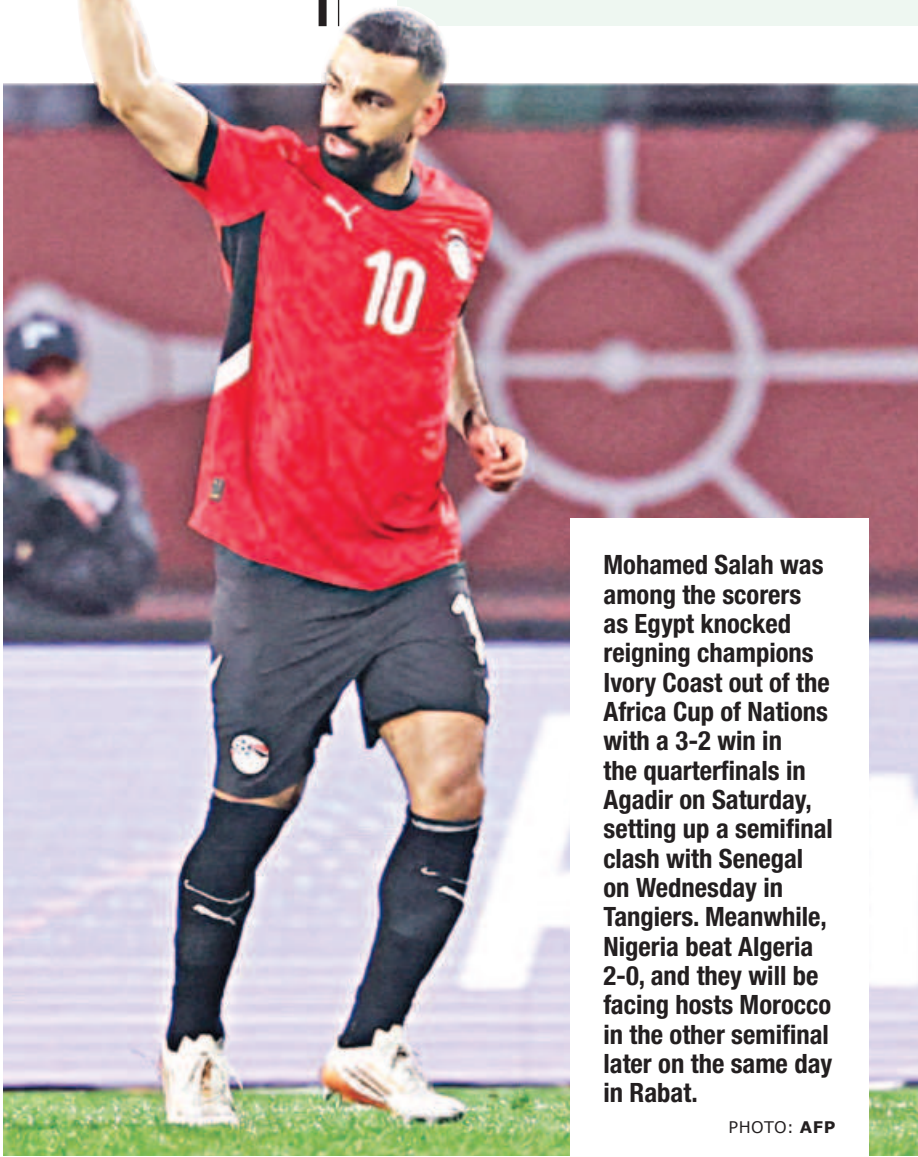 10
1
Mohamed Salah was
among the scorers
as Egypt knocked
reigning champions
Ivory Coast out of the
Africa Cup of Nations
with a 3-2 win in
the quarterfinals in
Agadir on Saturday,
setting up a semifinal
clash with Senegal
on Wednesday in
Tangiers. Meanwhile,
Nigeria beat Algeria
2-0, and they will be
facing hosts Morocco
in the other semifinal
later on the same day
in Rabat.
PHOTO: AFP